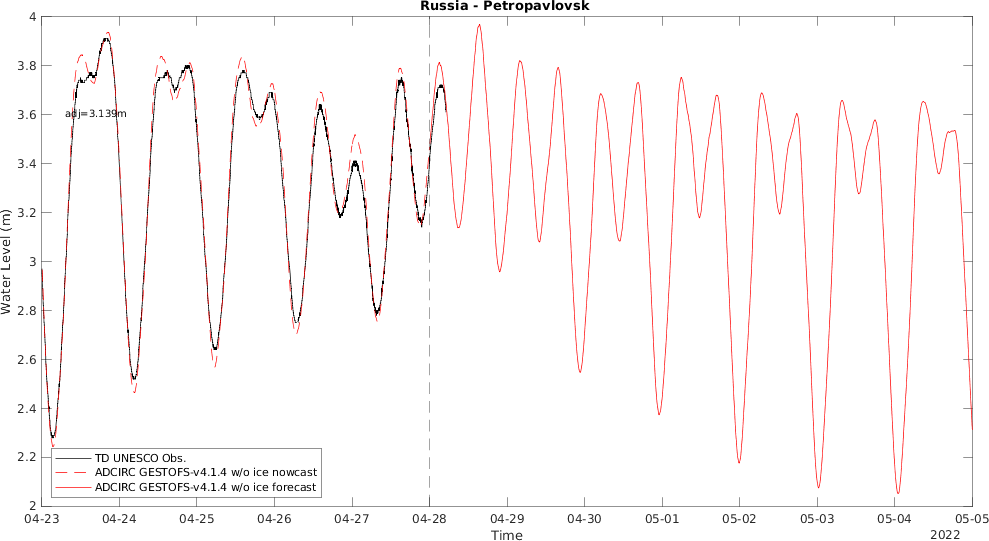 Russia - Petropavlovsk
4
3.8
3.6
3.4
3.2
3
2.8
2.6
2.4
2.2
2
Water Level (m)
adj=3.139m
TD UNESCO Obs.
ADCIRC GESTOFS-v4.1.4 w/o ice nowcast
ADCIRC GESTOFS-v4.1.4 w/o ice forecast
04-23 04-24 04-25 04-26 04-27 04-28 04-29 04-30 05-01 05-02 05-03 05-04 05-05
Time
2022